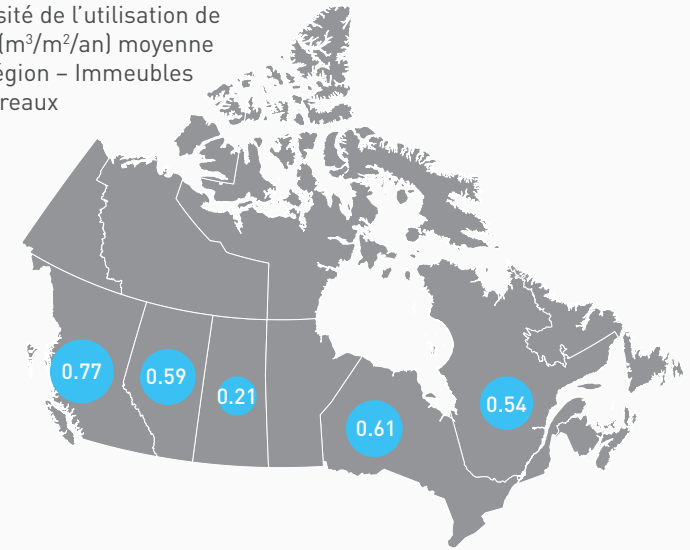 sité de l’utilisation de
(m³/m²/an) moyenne
égion – Immeubles
reaux
0.77
0.59
0.21
0.61
0.54